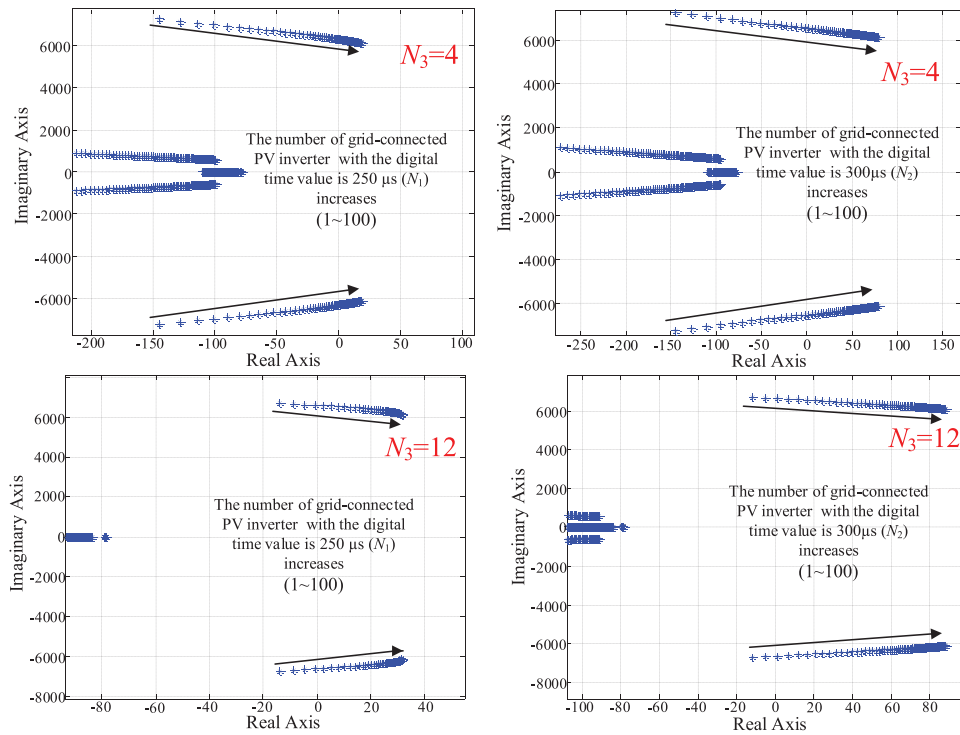 6000
4000
2000
0
-2000
-4000
-6000
Imaginary Axis
N3=4
The number of grid-connected
PV inverter with the digital
time value is 250 µs (N1)
increases
(1~100)
-200
-150
-100
-50
0
50
100
Real Axis
6000
4000
2000
0
-2000
-4000
-6000
Imaginary Axis
N3=4
The number of grid-connected
PV inverter with the digital
time value is 300µs (N2)
increases
(1~100)
-250
-200
-150
-100
-50
0
50
100
150
Real Axis
6000
4000
2000
0
-2000
-4000
-6000
-8000
Imaginary Axis
N3=12
The number of grid-connected
PV inverter with the digital
time value is 250 µs (N1)
increases
(1~100)
-80
-60
-40
-20
0
20
40
Real Axis
6000
4000
2000
0
-2000
-4000
-6000
-8000
Imaginary Axis
N3=12
The number of grid-connected
PV inverter with the digital
time value is 300µs (N2)
increases
(1~100)
-100
-80
-60
-40
-20
0
20
40
60
80
Real Axis